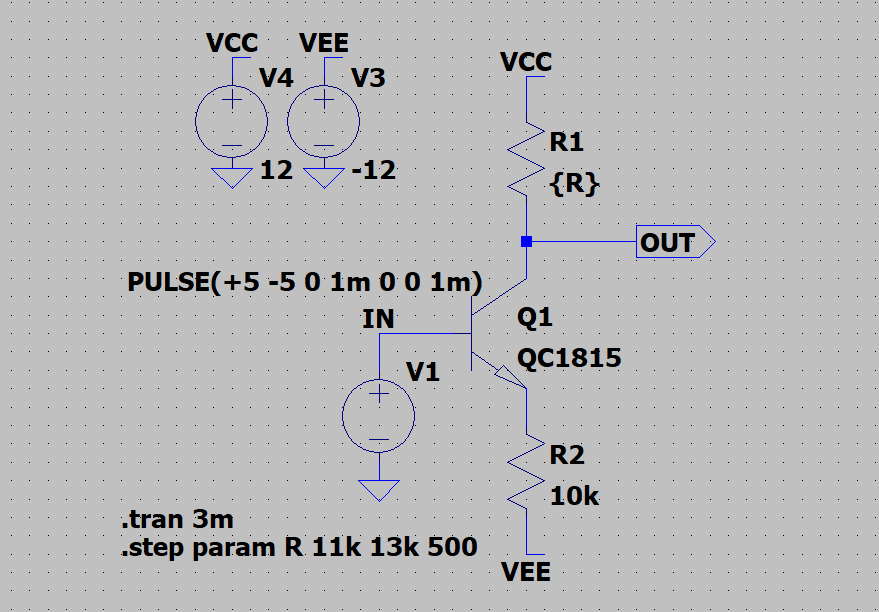 VCC
VEE
V4
V3
12
-12
VCC
R1
{R}
OUT
PULSE(+5 -5 0 1m 0 0 1m)
IN
Q1
QC1815
V1
R2
10k
VEE
.tran 3m
.step param R 11k 13k 500